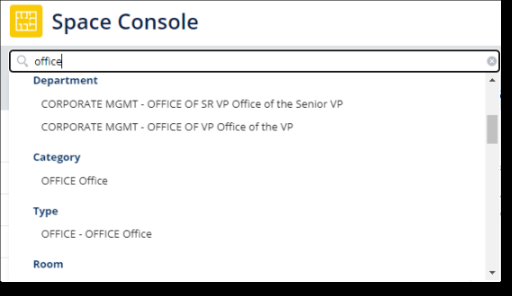 Space Console
office
Department
CORPORATE MGMT - OFFICE OF SR VP Office of the Senior VP
CORPORATE MGMT - OFFICE OF VP Office of the VP
Category
OFFICE Office
Type
OFFICE - OFFICE Office
Room